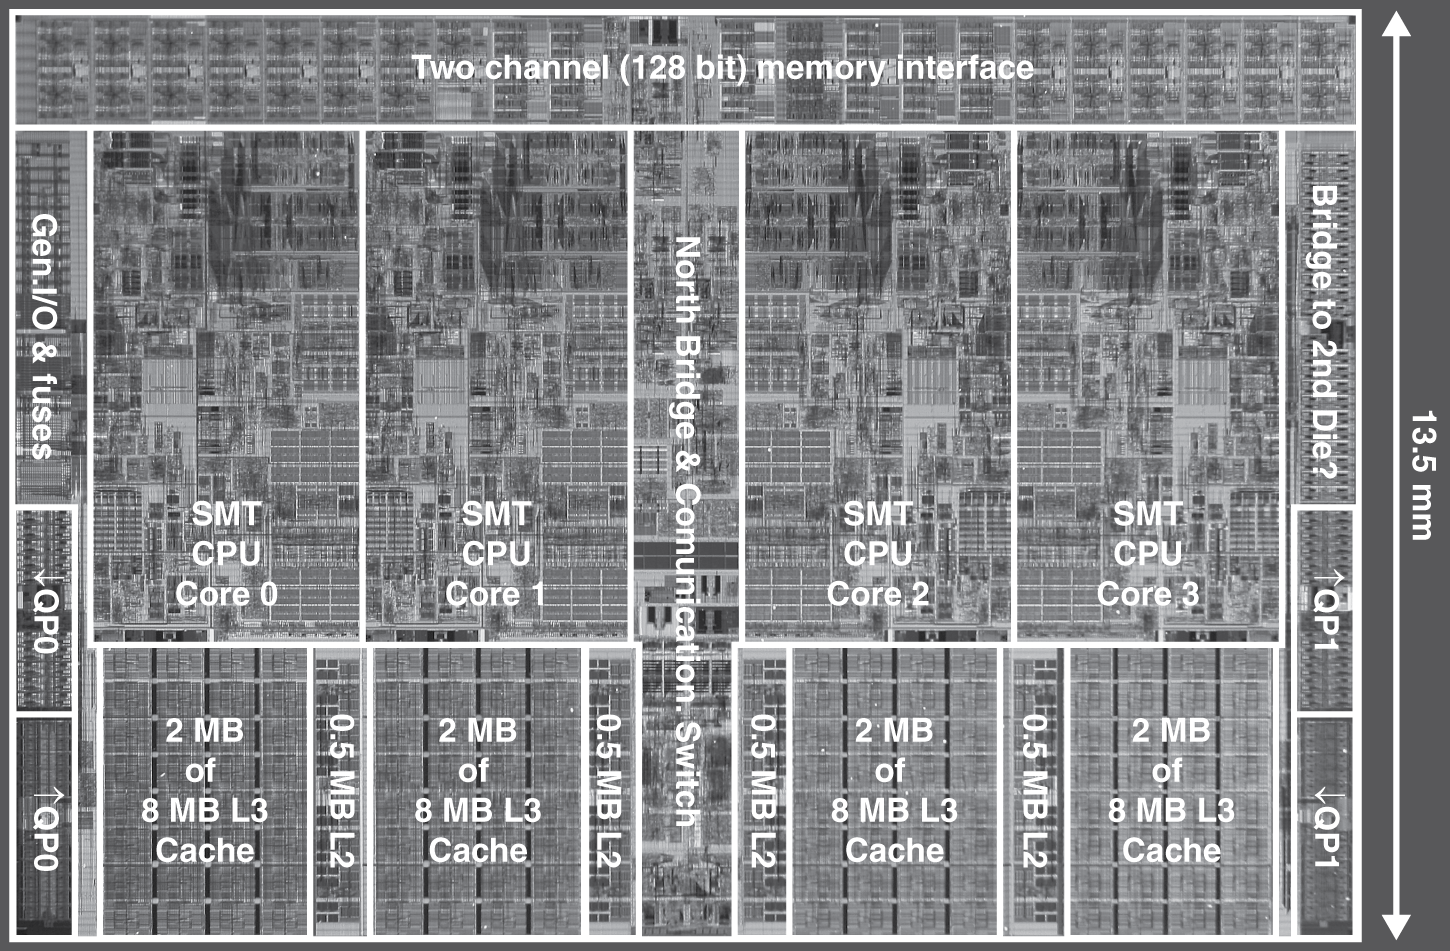 Two channel (128 bit) memory interface
Gen.I/O & fuses
North Bridge & Comunication. Switch
Bridge to 2nd Die?
13.5 mm
SMT
CPU
Core 0
SMT
CPU
Core 1
SMT
CPU
Core 2
SMT
CPU
Core 3
↓QP0
↑QP1
↑QP0
2 MB
of
8 MB L3
Cache
0.5 MB L2
2 MB
of
8 MB L3
Cache
0.5 MB L2
0.5 MB L2
2 MB
of
8 MB L3
Cache
0.5 MB L2
2 MB
of
8 MB L3
Cache
↓QP1